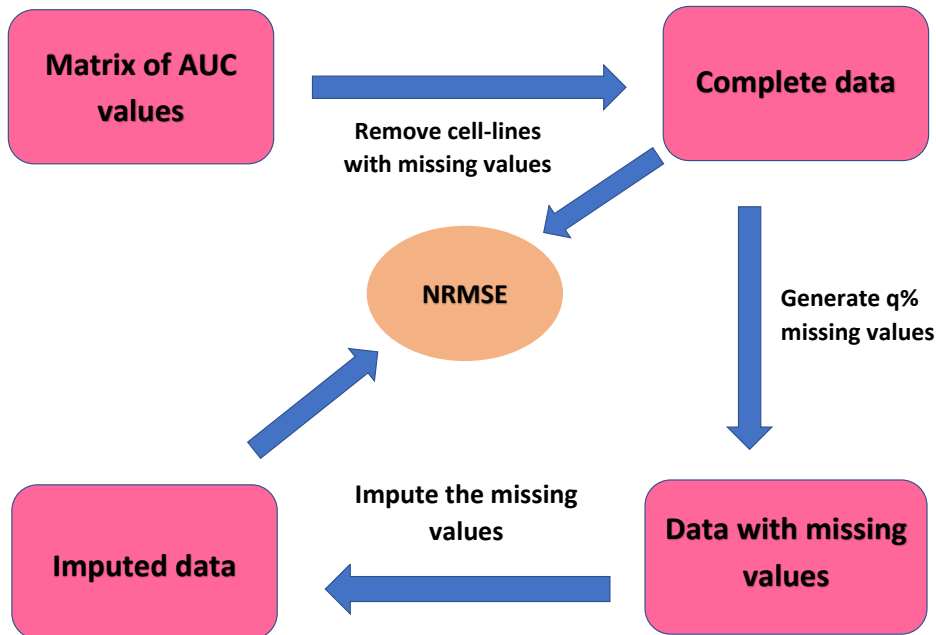 Matrix of AUC
values
Remove cell-lines
with missing values
Complete data
NRMSE
Generate q%
missing values
Data with missing
values
Impute the missing
values
Imputed data